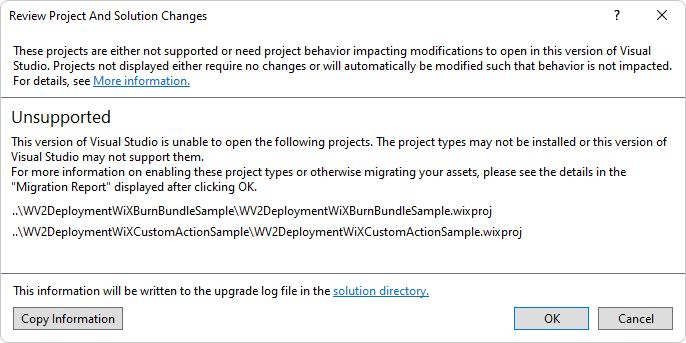 Review Project And Solution Changes
?
These projects are either not supported or need project behavior impacting modifications to open in this version of Visual
Studio. Projects not displayed either require no changes or will automatically be modified such that behavior is not impacted.
For details, see More information.
Unsupported
This version of Visual Studio is unable to open the following projects. The project types may not be installed or this version of
Visual Studio may not support them.
For more information on enabling these project types or otherwise migrating your assets, please see the details in the
"Migration Report" displayed after clicking OK.
..\WV2DeploymentWiXBurnBundleSample\WV2DeploymentWiXBurnBundleSample.wixproj
..\WV2DeploymentWiXCustomActionSample\WV2DeploymentWiXCustomActionSample.wixproj
This information will be written to the upgrade log file in the solution directory.
Copy Information
OK
Cancel